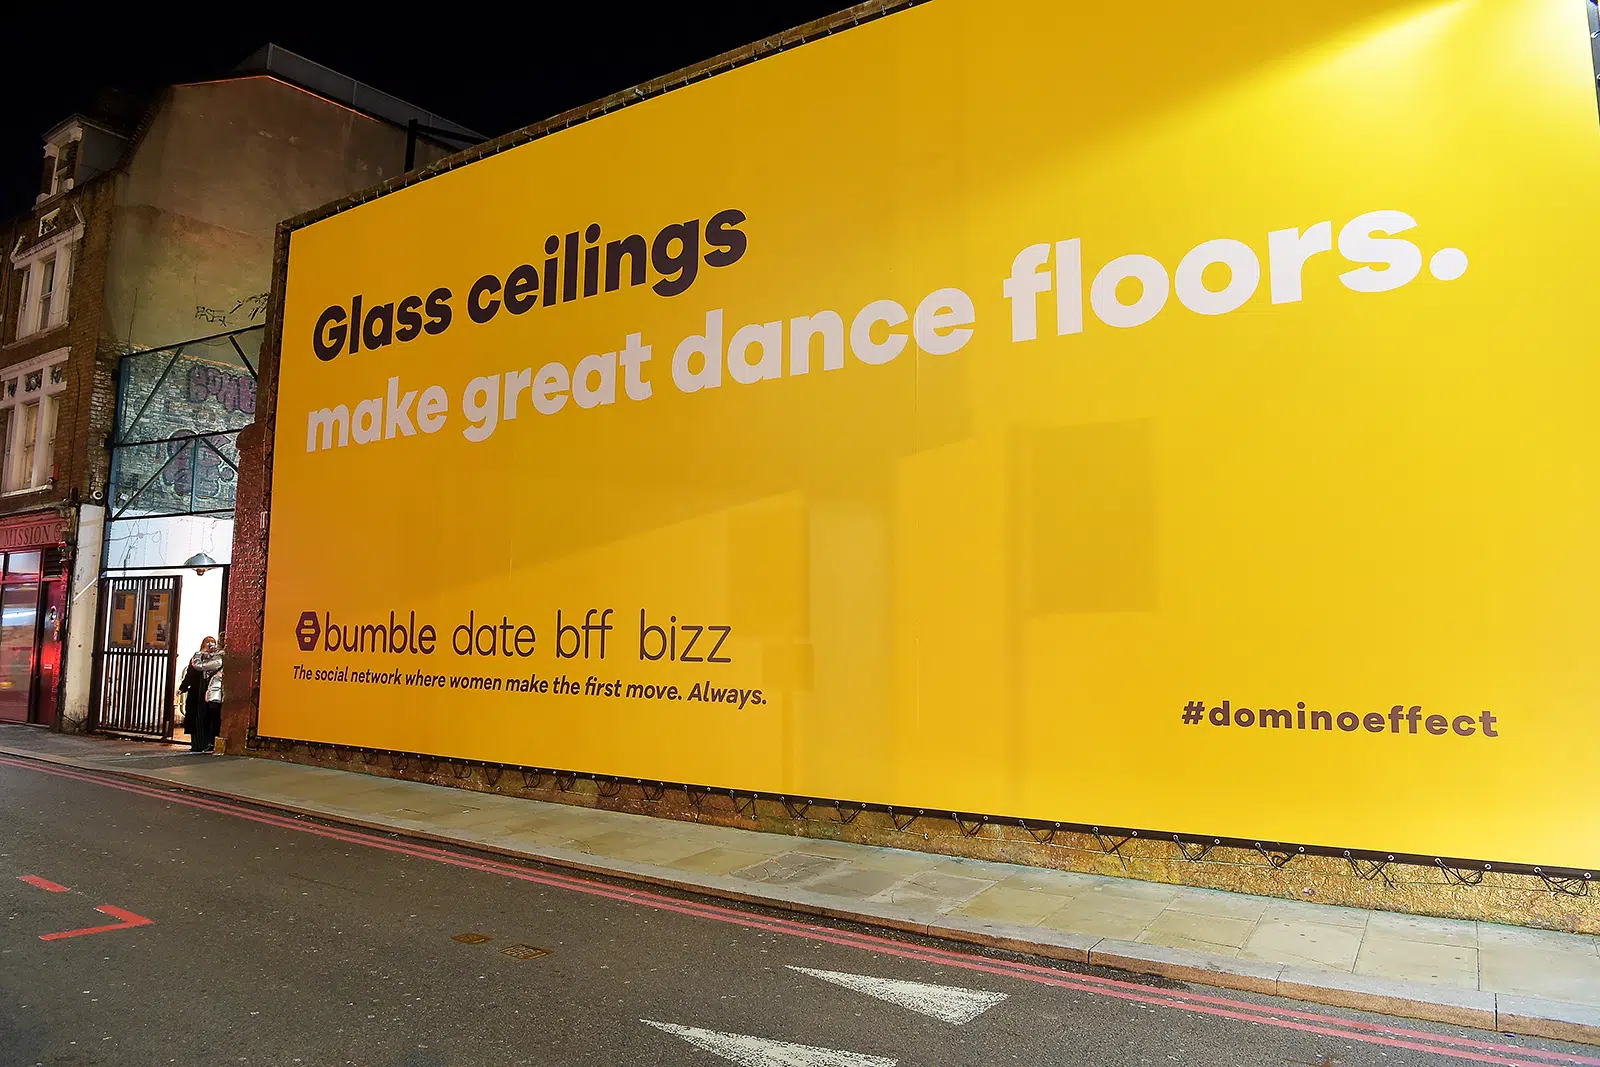 Glass ceilings
make great dance floors.
bumble date bff bizz
The social network where women make the first move. Always.
#dominoeffect
MISSION